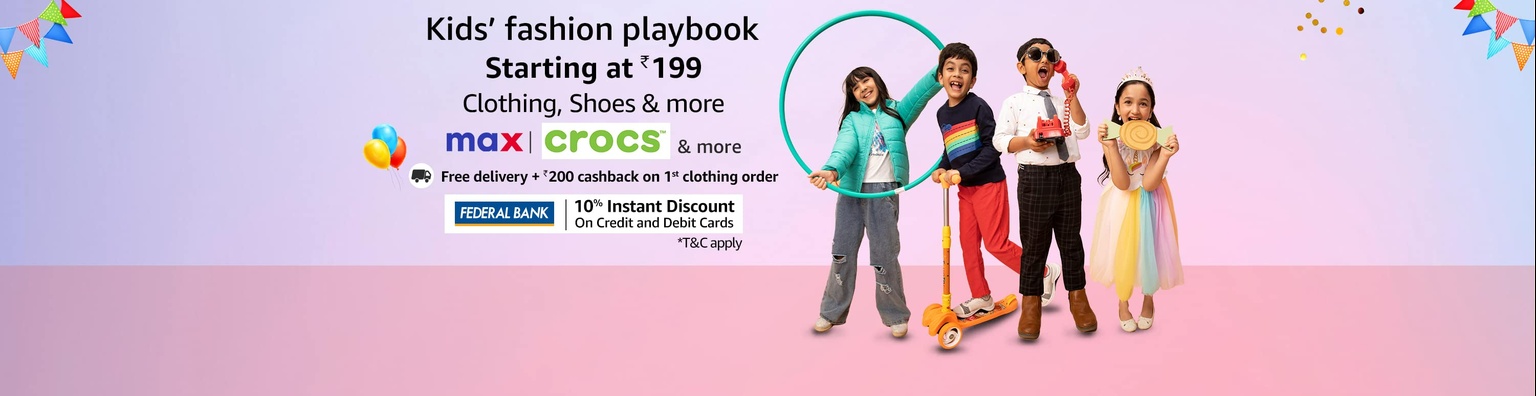 Kids' fashion playbook
Starting at ₹199
Clothing, Shoes & more
max | crocs™ & more
Free delivery + ₹200 cashback on 1st clothing order
FEDERAL BANK | 10% Instant Discount
On Credit and Debit Cards
*T&C apply